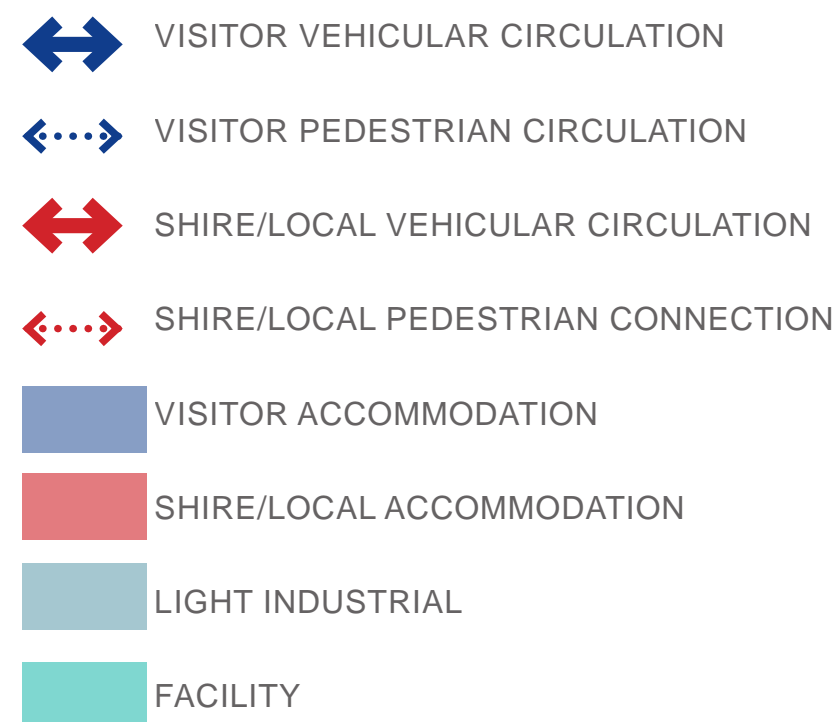 VISITOR VEHICULAR CIRCULATION
VISITOR PEDESTRIAN CIRCULATION
SHIRE/LOCAL VEHICULAR CIRCULATION
SHIRE/LOCAL PEDESTRIAN CONNECTION
VISITOR ACCOMMODATION
SHIRE/LOCAL ACCOMMODATION
LIGHT INDUSTRIAL
FACILITY